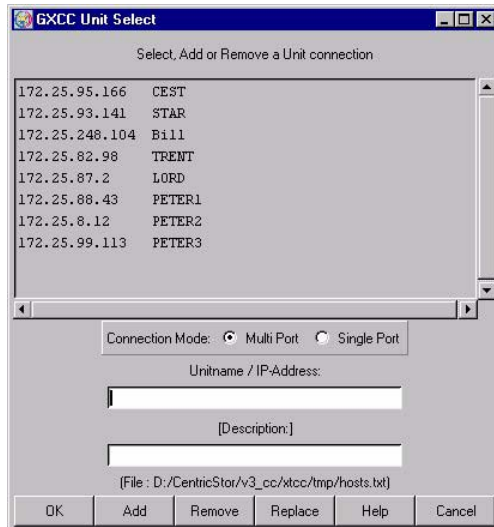 GXCC Unit Select
Select, Add or Remove a Unit connection
172.25.95.166 CEST
172.25.93.141 STAR
172.25.248.104 Bill
172.25.82.98 TRENT
172.25.87.2 LORD
172.25.88.43 PETER1
172.25.8.12 PETER2
172.25.99.113 PETER3
Connection Mode: Multi Port Single Port
Unitname / IP-Address:
[Description:]
(File : D:/CentricStor/v3_cc/xtcc/tmp/hosts.txt)
OK Add Remove Replace Help Cancel